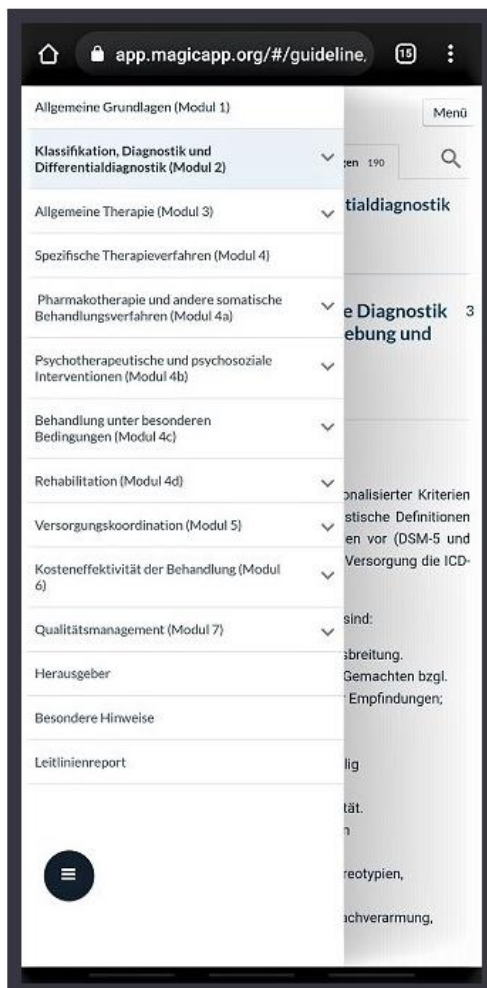 app.magicapp.org/#/guideline,
15
Allgemeine Grundlagen (Modul 1)
Menü
Klassifikation, Diagnostik und
Differentialdiagnostik (Modul 2)
gen 190
Allgemeine Therapie (Modul 3)
tialdiagnostik
Spezifische Therapieverfahren (Modul 4)
Pharmakotherapie und andere somatische
Behandlungsverfahren (Modul 4a)
e Diagnostik 3
ebung und
Psychotherapeutische und psychosoziale
Interventionen (Modul 4b)
Behandlung unter besonderen
Bedingungen (Modul 4c)
Rehabilitation (Modul 4d)
onalisierter Kriterien
Versorgungskoordination (Modul 5)
stische Definitionen
en vor (DSM-5 und
Kosteneffektivität der Behandlung (Modul
6)
Versorgung die ICD-
Qualitätsmanagement (Modul 7)
sind:
sbreitung.
Herausgeber
Gemachten bzgl.
Empfindungen;
Besondere Hinweise
Leitlinienreport
lig
tät.
reotypien,
achverarmung,